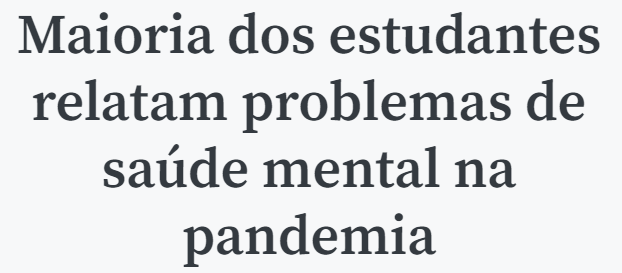 Maioria dos estudantes
relatam problemas de
saúde mental na
pandemia